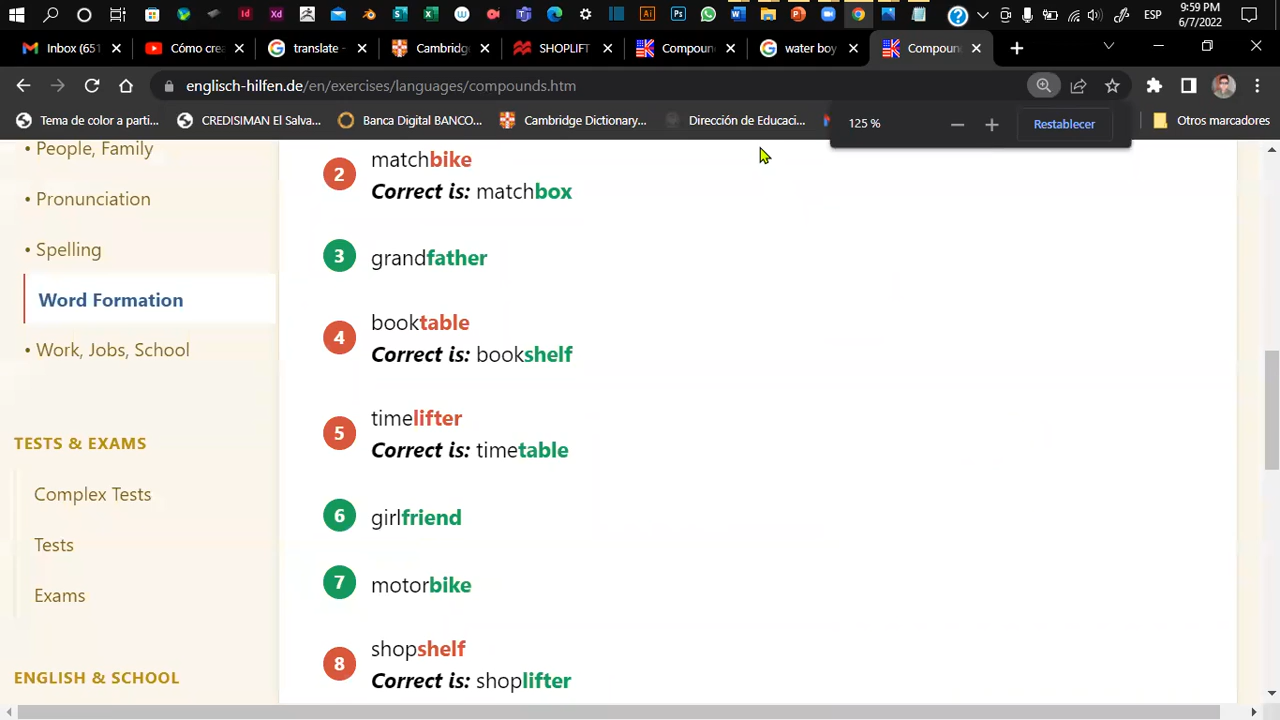 ESP
9:59 PM
6/7/2022
Inbox (651
Cómo crea
translate -
Cambridg
SHOPLIFT
Compoun
water boy
Compoun
englisch-hilfen.de/en/exercises/languages/compounds.htm
Tema de color a parti...
CREDISIMAN El Salva...
Banca Digital BANCO...
Cambridge Dictionary...
Dirección de Educaci...
Otros marcadores
125 %
Restablecer
• People, Family
• Pronunciation
• Spelling
Word Formation
• Work, Jobs, School
TESTS & EXAMS
Complex Tests
Tests
Exams
ENGLISH & SCHOOL
2 matchbike
Correct is: matchbox
3 grandfather
4 booktable
Correct is: bookshelf
5 timelifter
Correct is: timetable
6 girlfriend
7 motorbike
8 shopshelf
Correct is: shoplifter